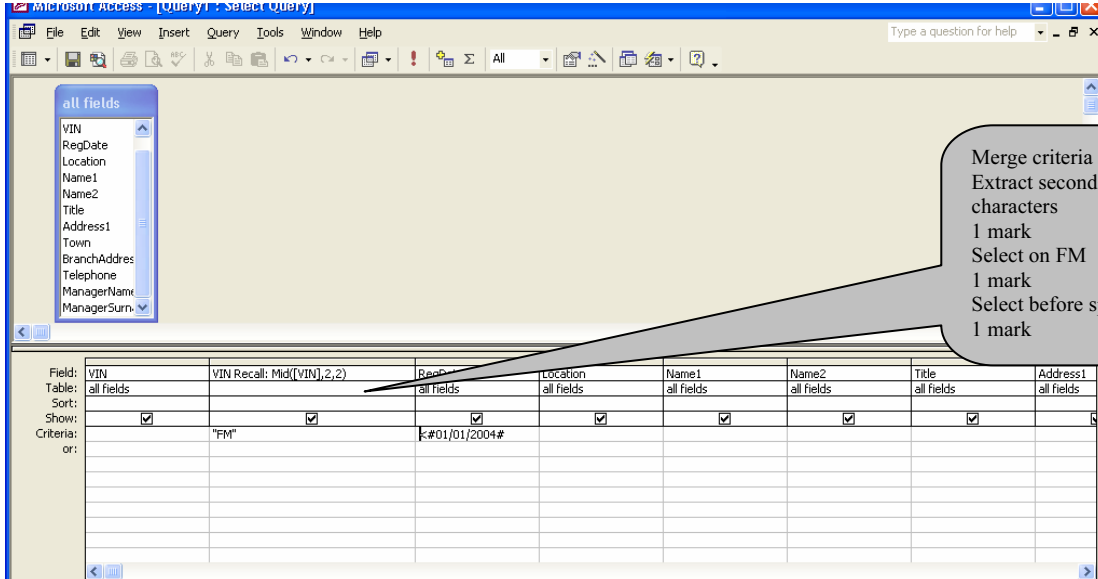 Microsoft Access - [Query1 : Select Query]
File Edit View Insert Query Tools Window Help Type a question for help
All
all fields
VIN
RegDate
Location
Name1
Name2
Title
Address1
Town
BranchAddres
Telephone
ManagerName
ManagerSurn
Merge criteria
Extract second
characters
1 mark
Select on FM
1 mark
Select before
1 mark
Field: VIN VIN Recall: Mid([VIN],2,2) Location Name1 Name2 Title Address1
Table: all fields all fields all fields all fields all fields all fields all fields
Sort:
Show:
Criteria: "FM" <#01/01/2004#
or: